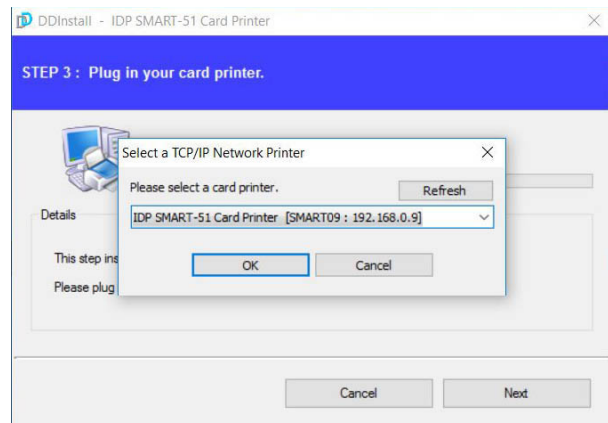 DDInstall - IDP SMART-51 Card Printer
STEP 3 : Plug in your card printer.
Select a TCP/IP Network Printer
Please select a card printer.
Refresh
IDP SMART-51 Card Printer [SMART09 : 192.168.0.9]
OK
Cancel
Details
This step ins
Please plug
Cancel
Next